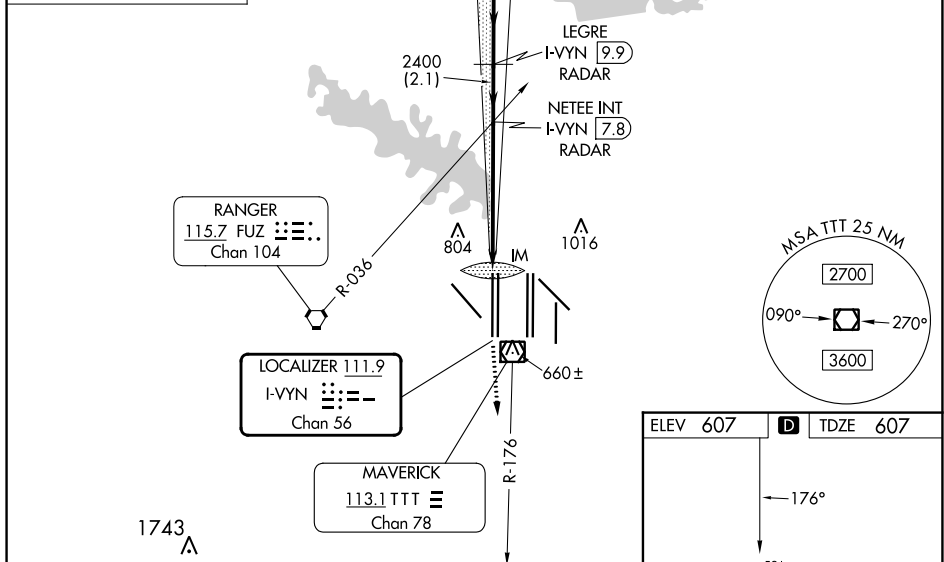 LEGRE
I-VYN 9.9
RADAR
2400
(2.1)
NETEE INT
I-VYN 7.8
RADAR
RANGER
115.7 FUZ
Chan 104
R-036
804
1016
IM
MSA TTT 25 NM
2700
090°
270°
3600
LOCALIZER 111.9
I-VYN
Chan 56
660±
MAVERICK
113.1 TTT
Chan 78
R-176
1743
ELEV 607 D TDZE 607
176°